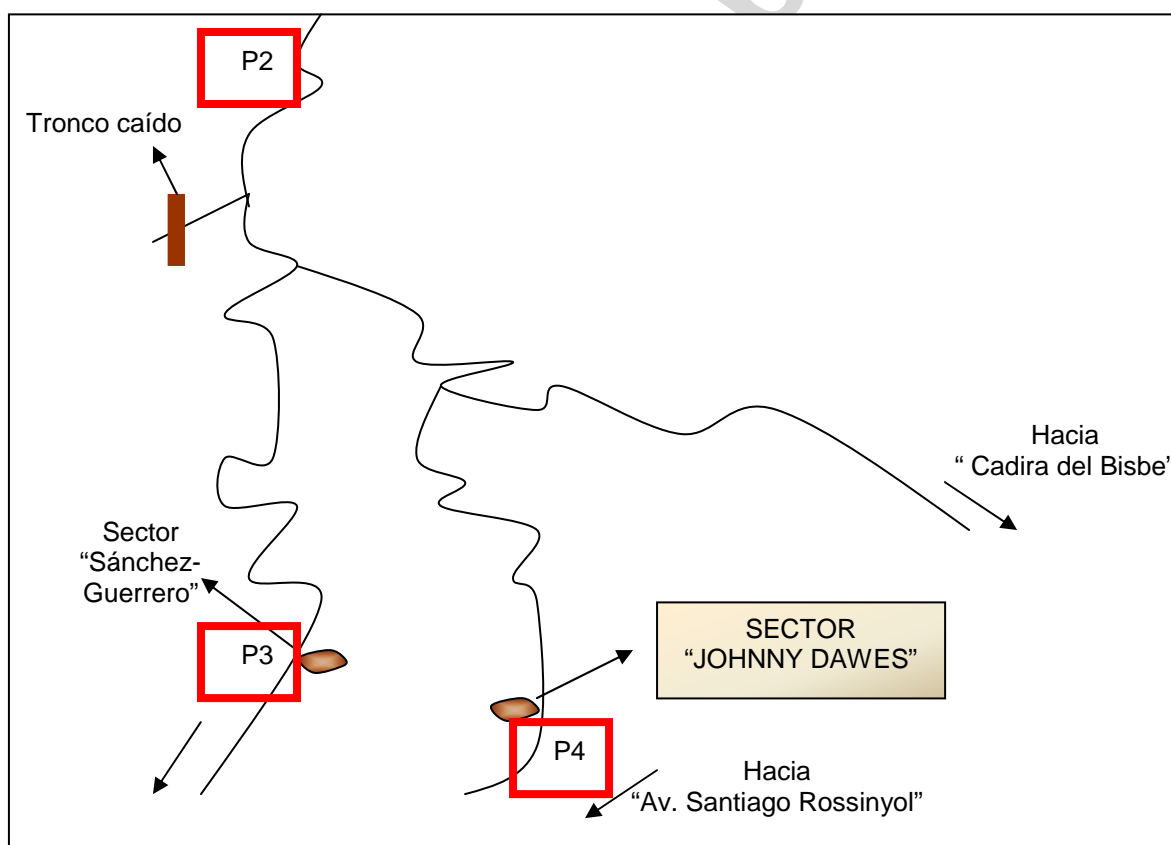 P2
Tronco caído
Hacia
“ Cadira del Bisbe”
Sector
“Sánchez-
Guerrero”
P3
SECTOR
“JOHNNY DAWES”
P4
Hacia
“Av. Santiago Rossinyol”